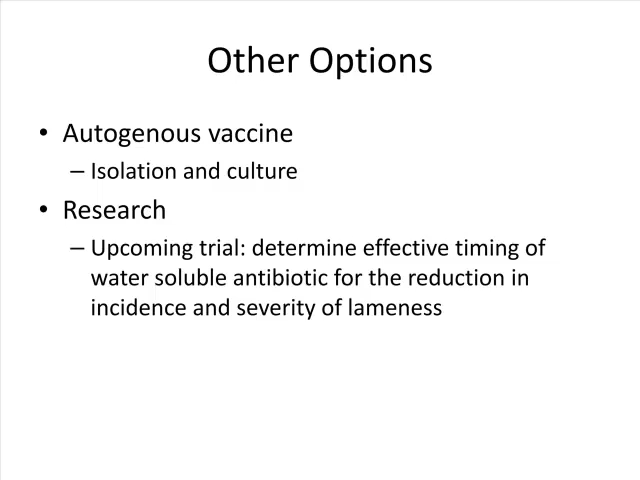 Other Options
• Autogenous vaccine
– Isolation and culture
• Research
– Upcoming trial: determine effective timing of
water soluble antibiotic for the reduction in
incidence and severity of lameness